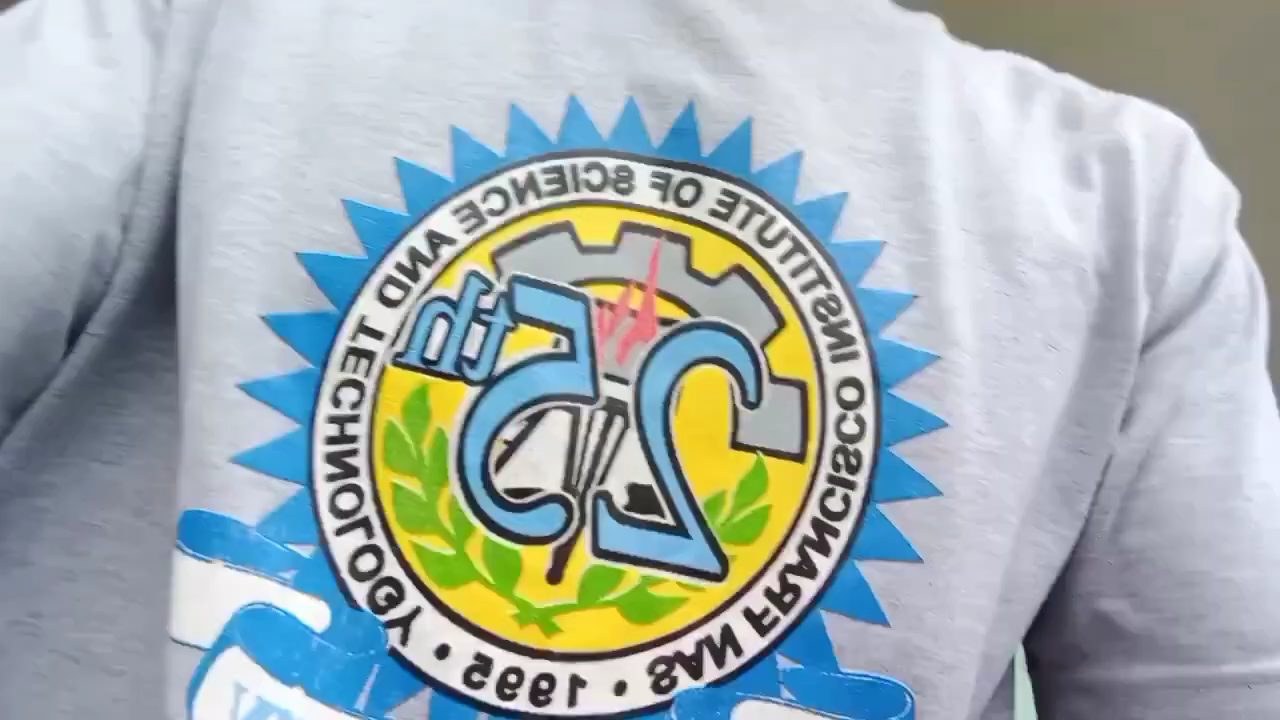 SAN FRANCISCO INSTITUTE OF SCIENCE AND TECHNOLOGY
25th
• 1995 •